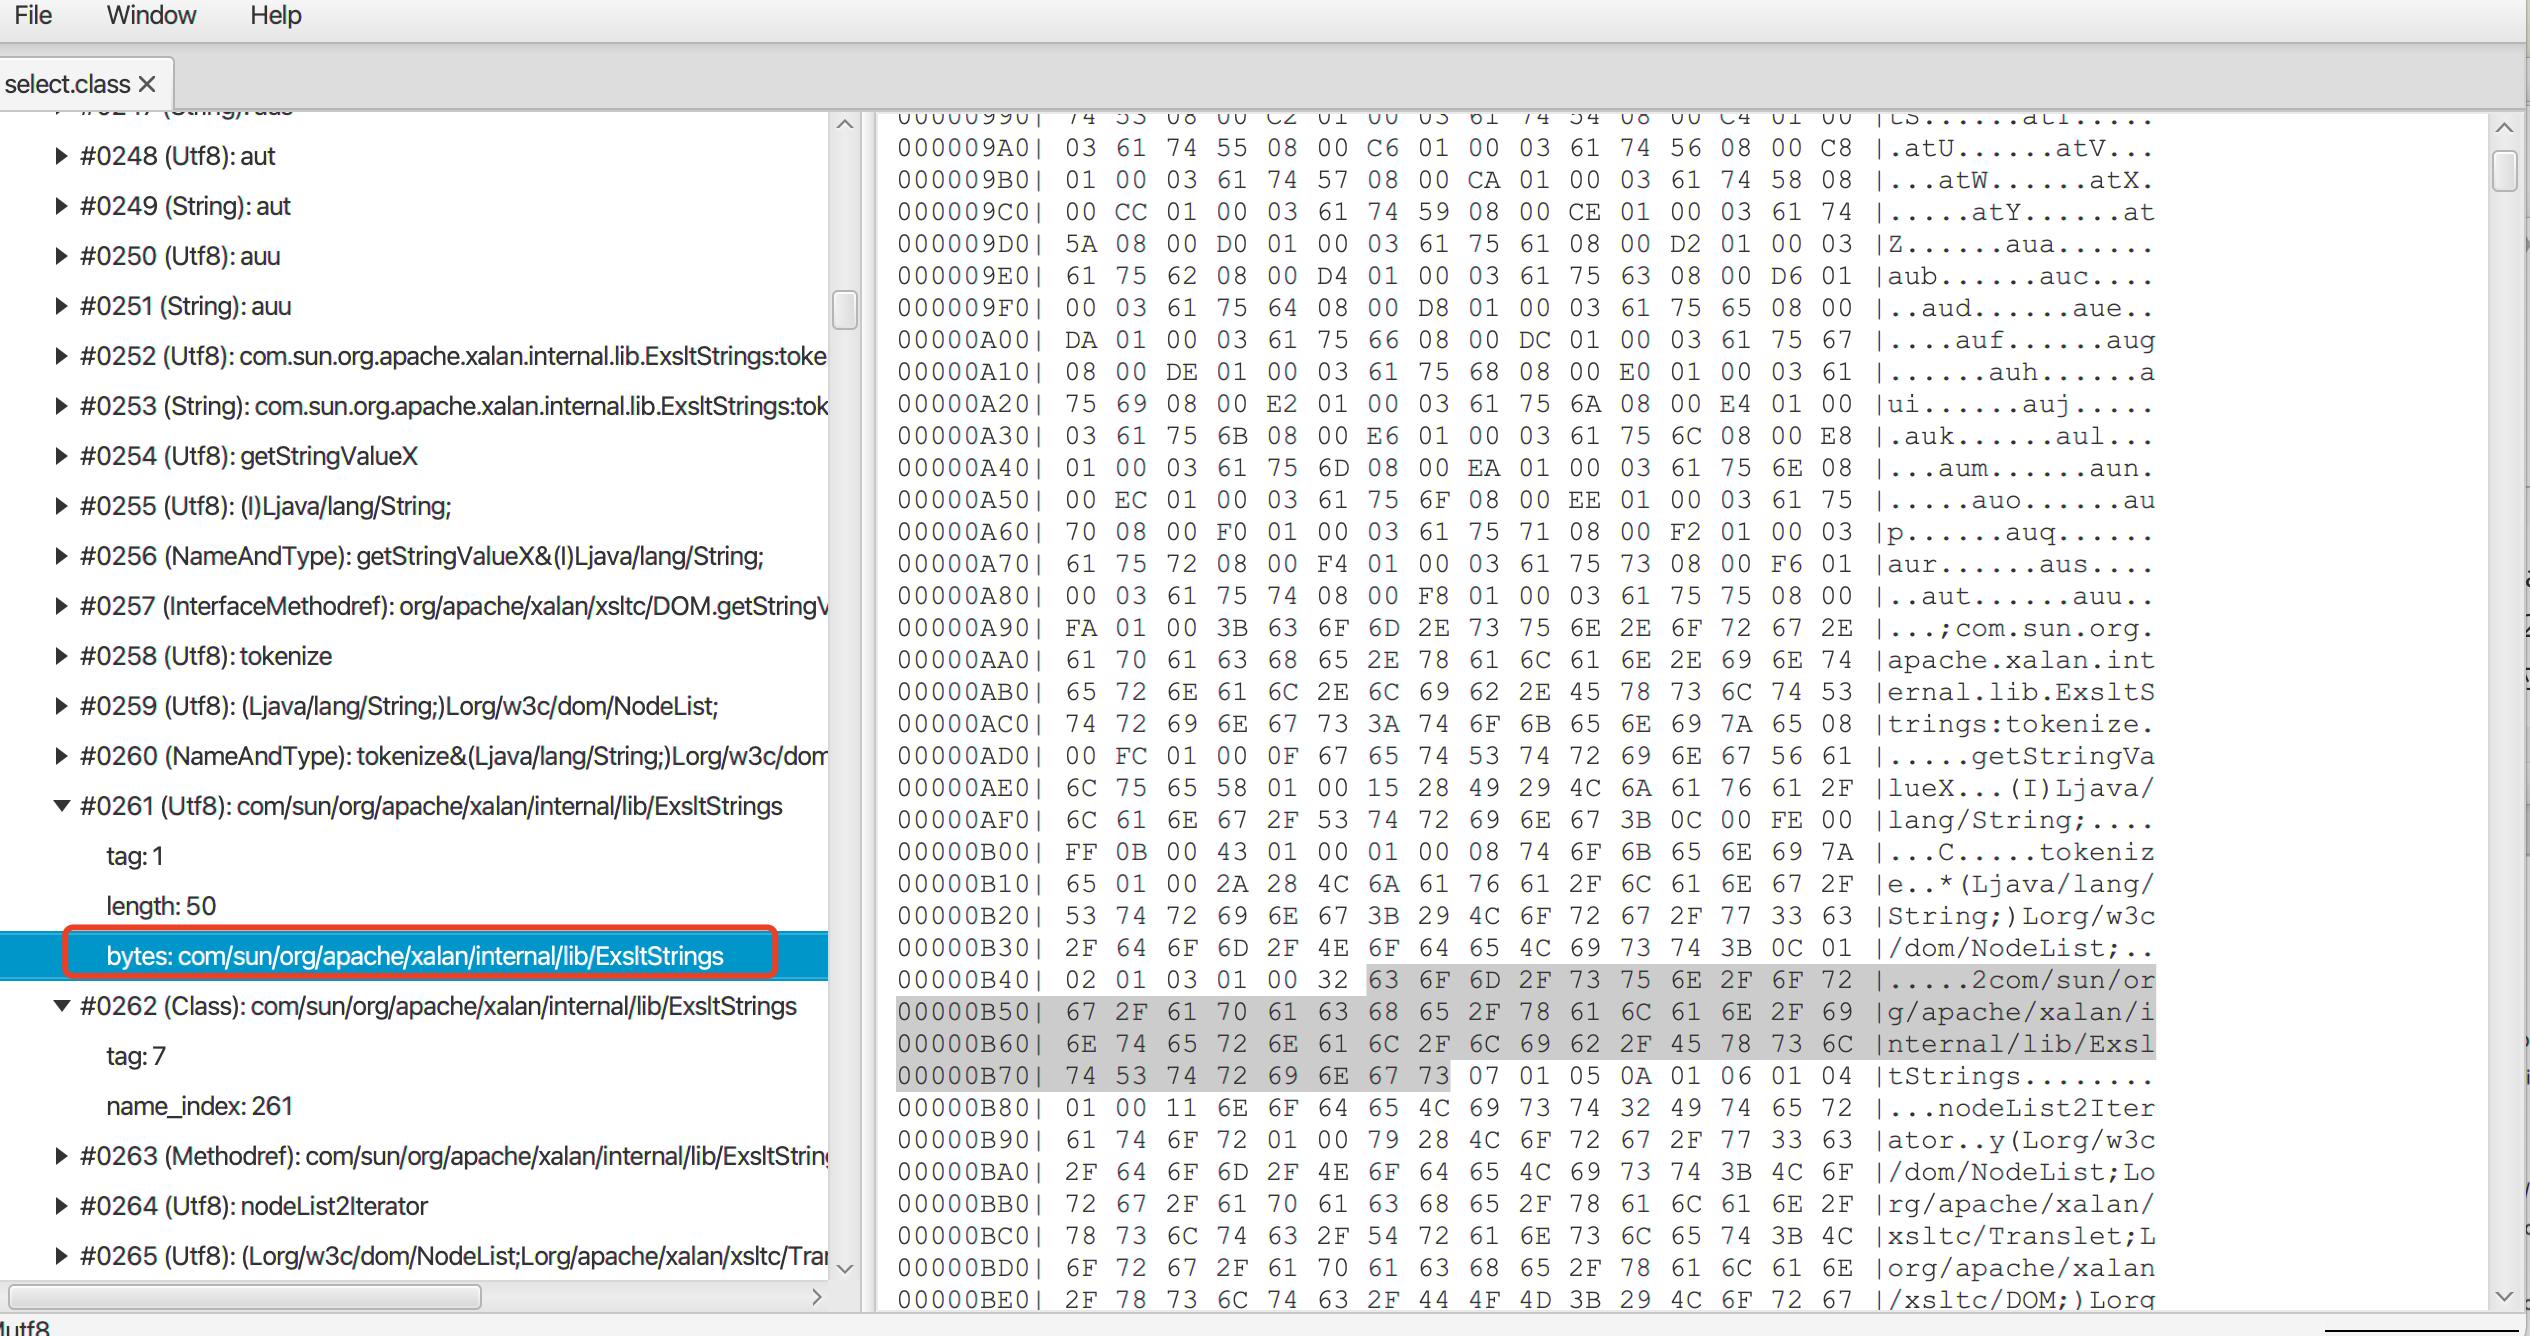 File Window Help
select.class
#0248 (Utf8): aut
#0249 (String): aut
#0250 (Utf8): auu
#0251 (String): auu
#0252 (Utf8): com.sun.org.apache.xalan.internal.lib.ExsltStrings:toke
#0253 (String): com.sun.org.apache.xalan.internal.lib.ExsltStrings:tok
#0254 (Utf8): getStringValueX
#0255 (Utf8): (I)Ljava/lang/String;
#0256 (NameAndType): getStringValueX&(I)Ljava/lang/String;
#0257 (InterfaceMethodref): org/apache/xalan/xsltc/DOM.getStringV
#0258 (Utf8): tokenize
#0259 (Utf8): (Ljava/lang/String;)Lorg/w3c/dom/NodeList;
#0260 (NameAndType): tokenize&(Ljava/lang/String;)Lorg/w3c/dom
#0261 (Utf8): com/sun/org/apache/xalan/internal/lib/ExsltStrings
tag: 1
length: 50
bytes: com/sun/org/apache/xalan/internal/lib/ExsltStrings
#0262 (Class): com/sun/org/apache/xalan/internal/lib/ExsltStrings
tag: 7
name_index: 261
#0263 (Methodref): com/sun/org/apache/xalan/internal/lib/ExsltString
#0264 (Utf8): nodeList2Iterator
#0265 (Utf8): (Lorg/w3c/dom/NodeList;Lorg/apache/xalan/xsltc/Tran
00000990| 74 53 08 00 C2 01 00 03 61 74 54 08 00 C4 01 00 |tS......atT.....
000009A0| 03 61 74 55 08 00 C6 01 00 03 61 74 56 08 00 C8 |.atU......atV...
000009B0| 01 00 03 61 74 57 08 00 CA 01 00 03 61 74 58 08 |...atW......atX.
000009C0| 00 CC 01 00 03 61 74 59 08 00 CE 01 00 03 61 74 |.....atY......at
000009D0| 5A 08 00 D0 01 00 03 61 75 61 08 00 D2 01 00 03 |Z......aua......
000009E0| 61 75 62 08 00 D4 01 00 03 61 75 63 08 00 D6 01 |aub......auc....
000009F0| 00 03 61 75 64 08 00 D8 01 00 03 61 75 65 08 00 |..aud......aue..
00000A00| DA 01 00 03 61 75 66 08 00 DC 01 00 03 61 75 67 |....auf......aug
00000A10| 08 00 DE 01 00 03 61 75 68 08 00 E0 01 00 03 61 |......auh......a
00000A20| 75 69 08 00 E2 01 00 03 61 75 6A 08 00 E4 01 00 |ui......auj.....
00000A30| 03 61 75 6B 08 00 E6 01 00 03 61 75 6C 08 00 E8 |.auk......aul...
00000A40| 01 00 03 61 75 6D 08 00 EA 01 00 03 61 75 6E 08 |...aum......aun.
00000A50| 00 EC 01 00 03 61 75 6F 08 00 EE 01 00 03 61 75 |.....auo......au
00000A60| 70 08 00 F0 01 00 03 61 75 71 08 00 F2 01 00 03 |p......auq......
00000A70| 61 75 72 08 00 F4 01 00 03 61 75 73 08 00 F6 01 |aur......aus....
00000A80| 00 03 61 75 74 08 00 F8 01 00 03 61 75 75 08 00 |..aut......auu..
00000A90| FA 01 00 3B 63 6F 6D 2E 73 75 6E 2E 6F 72 67 2E |...;com.sun.org.
00000AA0| 61 70 61 63 68 65 2E 78 61 6C 61 6E 2E 69 6E 74 |apache.xalan.int
00000AB0| 65 72 6E 61 6C 2E 6C 69 62 2E 45 78 73 6C 74 53 |ernal.lib.ExsltS
00000AC0| 74 72 69 6E 67 73 3A 74 6F 6B 65 6E 69 7A 65 08 |trings:tokenize.
00000AD0| 00 FC 01 00 0F 67 65 74 53 74 72 69 6E 67 56 61 |.....getStringVa
00000AE0| 6C 75 65 58 01 00 15 28 49 29 4C 6A 61 76 61 2F |lueX...(I)Ljava/
00000AF0| 6C 61 6E 67 2F 53 74 72 69 6E 67 3B 0C 00 FE 00 |lang/String;....
00000B00| FF 0B 00 43 01 00 01 00 08 74 6F 6B 65 6E 69 7A |...C.....tokeniz
00000B10| 65 01 00 2A 28 4C 6A 61 76 61 2F 6C 61 6E 67 2F |e..*(Ljava/lang/
00000B20| 53 74 72 69 6E 67 3B 29 4C 6F 72 67 2F 77 33 63 |String;)Lorg/w3c
00000B30| 2F 64 6F 6D 2F 4E 6F 64 65 4C 69 73 74 3B 0C 01 |/dom/NodeList;..
00000B40| 02 01 03 01 00 32 63 6F 6D 2F 73 75 6E 2F 6F 72 |.....2com/sun/or
00000B50| 67 2F 61 70 61 63 68 65 2F 78 61 6C 61 6E 2F 69 |g/apache/xalan/i
00000B60| 6E 74 65 72 6E 61 6C 2F 6C 69 62 2F 45 78 73 6C |nternal/lib/Exsl
00000B70| 74 53 74 72 69 6E 67 73 07 01 05 0A 01 06 01 04 |tStrings........
00000B80| 01 00 11 6E 6F 64 65 4C 69 73 74 32 49 74 65 72 |...nodeList2Iter
00000B90| 61 74 6F 72 01 00 79 28 4C 6F 72 67 2F 77 33 63 |ator..y(Lorg/w3c
00000BA0| 2F 64 6F 6D 2F 4E 6F 64 65 4C 69 73 74 3B 4C 6F |/dom/NodeList;Lo
00000BB0| 72 67 2F 61 70 61 63 68 65 2F 78 61 6C 61 6E 2F |rg/apache/xalan/
00000BC0| 78 73 6C 74 63 2F 54 72 61 6E 73 6C 65 74 3B 4C |xsltc/Translet;L
00000BD0| 6F 72 67 2F 61 70 61 63 68 65 2F 78 61 6C 61 6E |org/apache/xalan
00000BE0| 2F 78 73 6C 74 63 2F 44 4F 4D 3B 29 4C 6F 72 67 |/xsltc/DOM;)Lorg